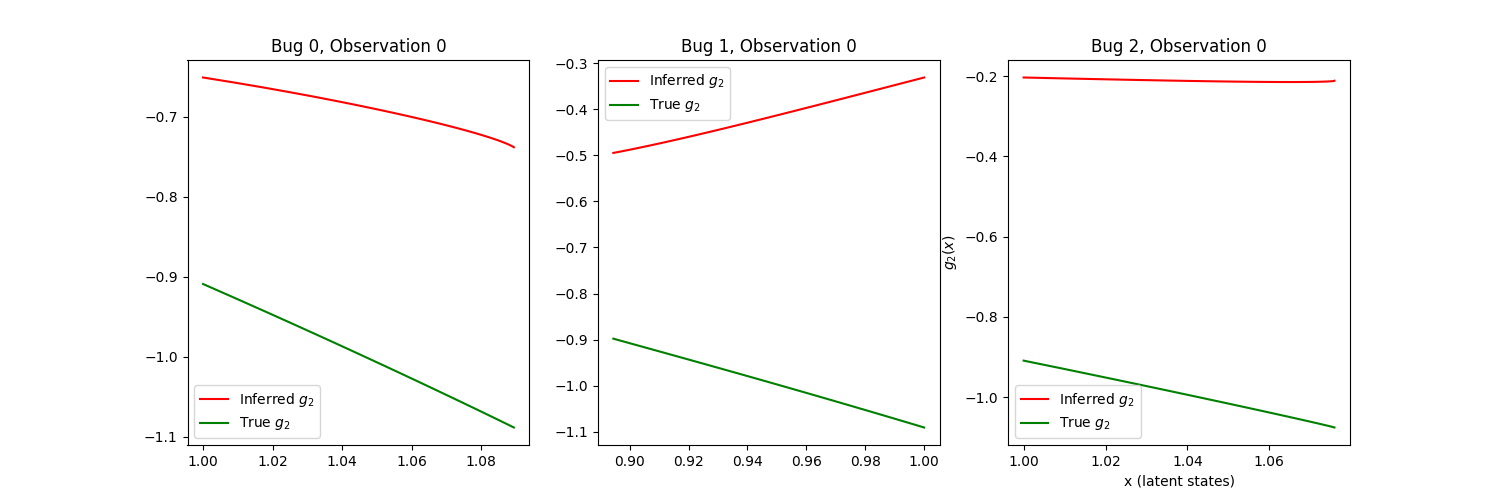 Bug 0, Observation 0
−0.7
−0.8
−0.9
−1.0
−1.1
Inferred g₂
True g₂
1.00 1.02 1.04 1.06 1.08
Bug 1, Observation 0
−0.3
−0.4
−0.5
−0.6
−0.7
−0.8
−0.9
−1.0
−1.1
Inferred g₂
True g₂
0.90 0.92 0.94 0.96 0.98 1.00
Bug 2, Observation 0
g₂(x)
−0.2
−0.4
−0.6
−0.8
−1.0
Inferred g₂
True g₂
1.00 1.02 1.04 1.06
x (latent states)